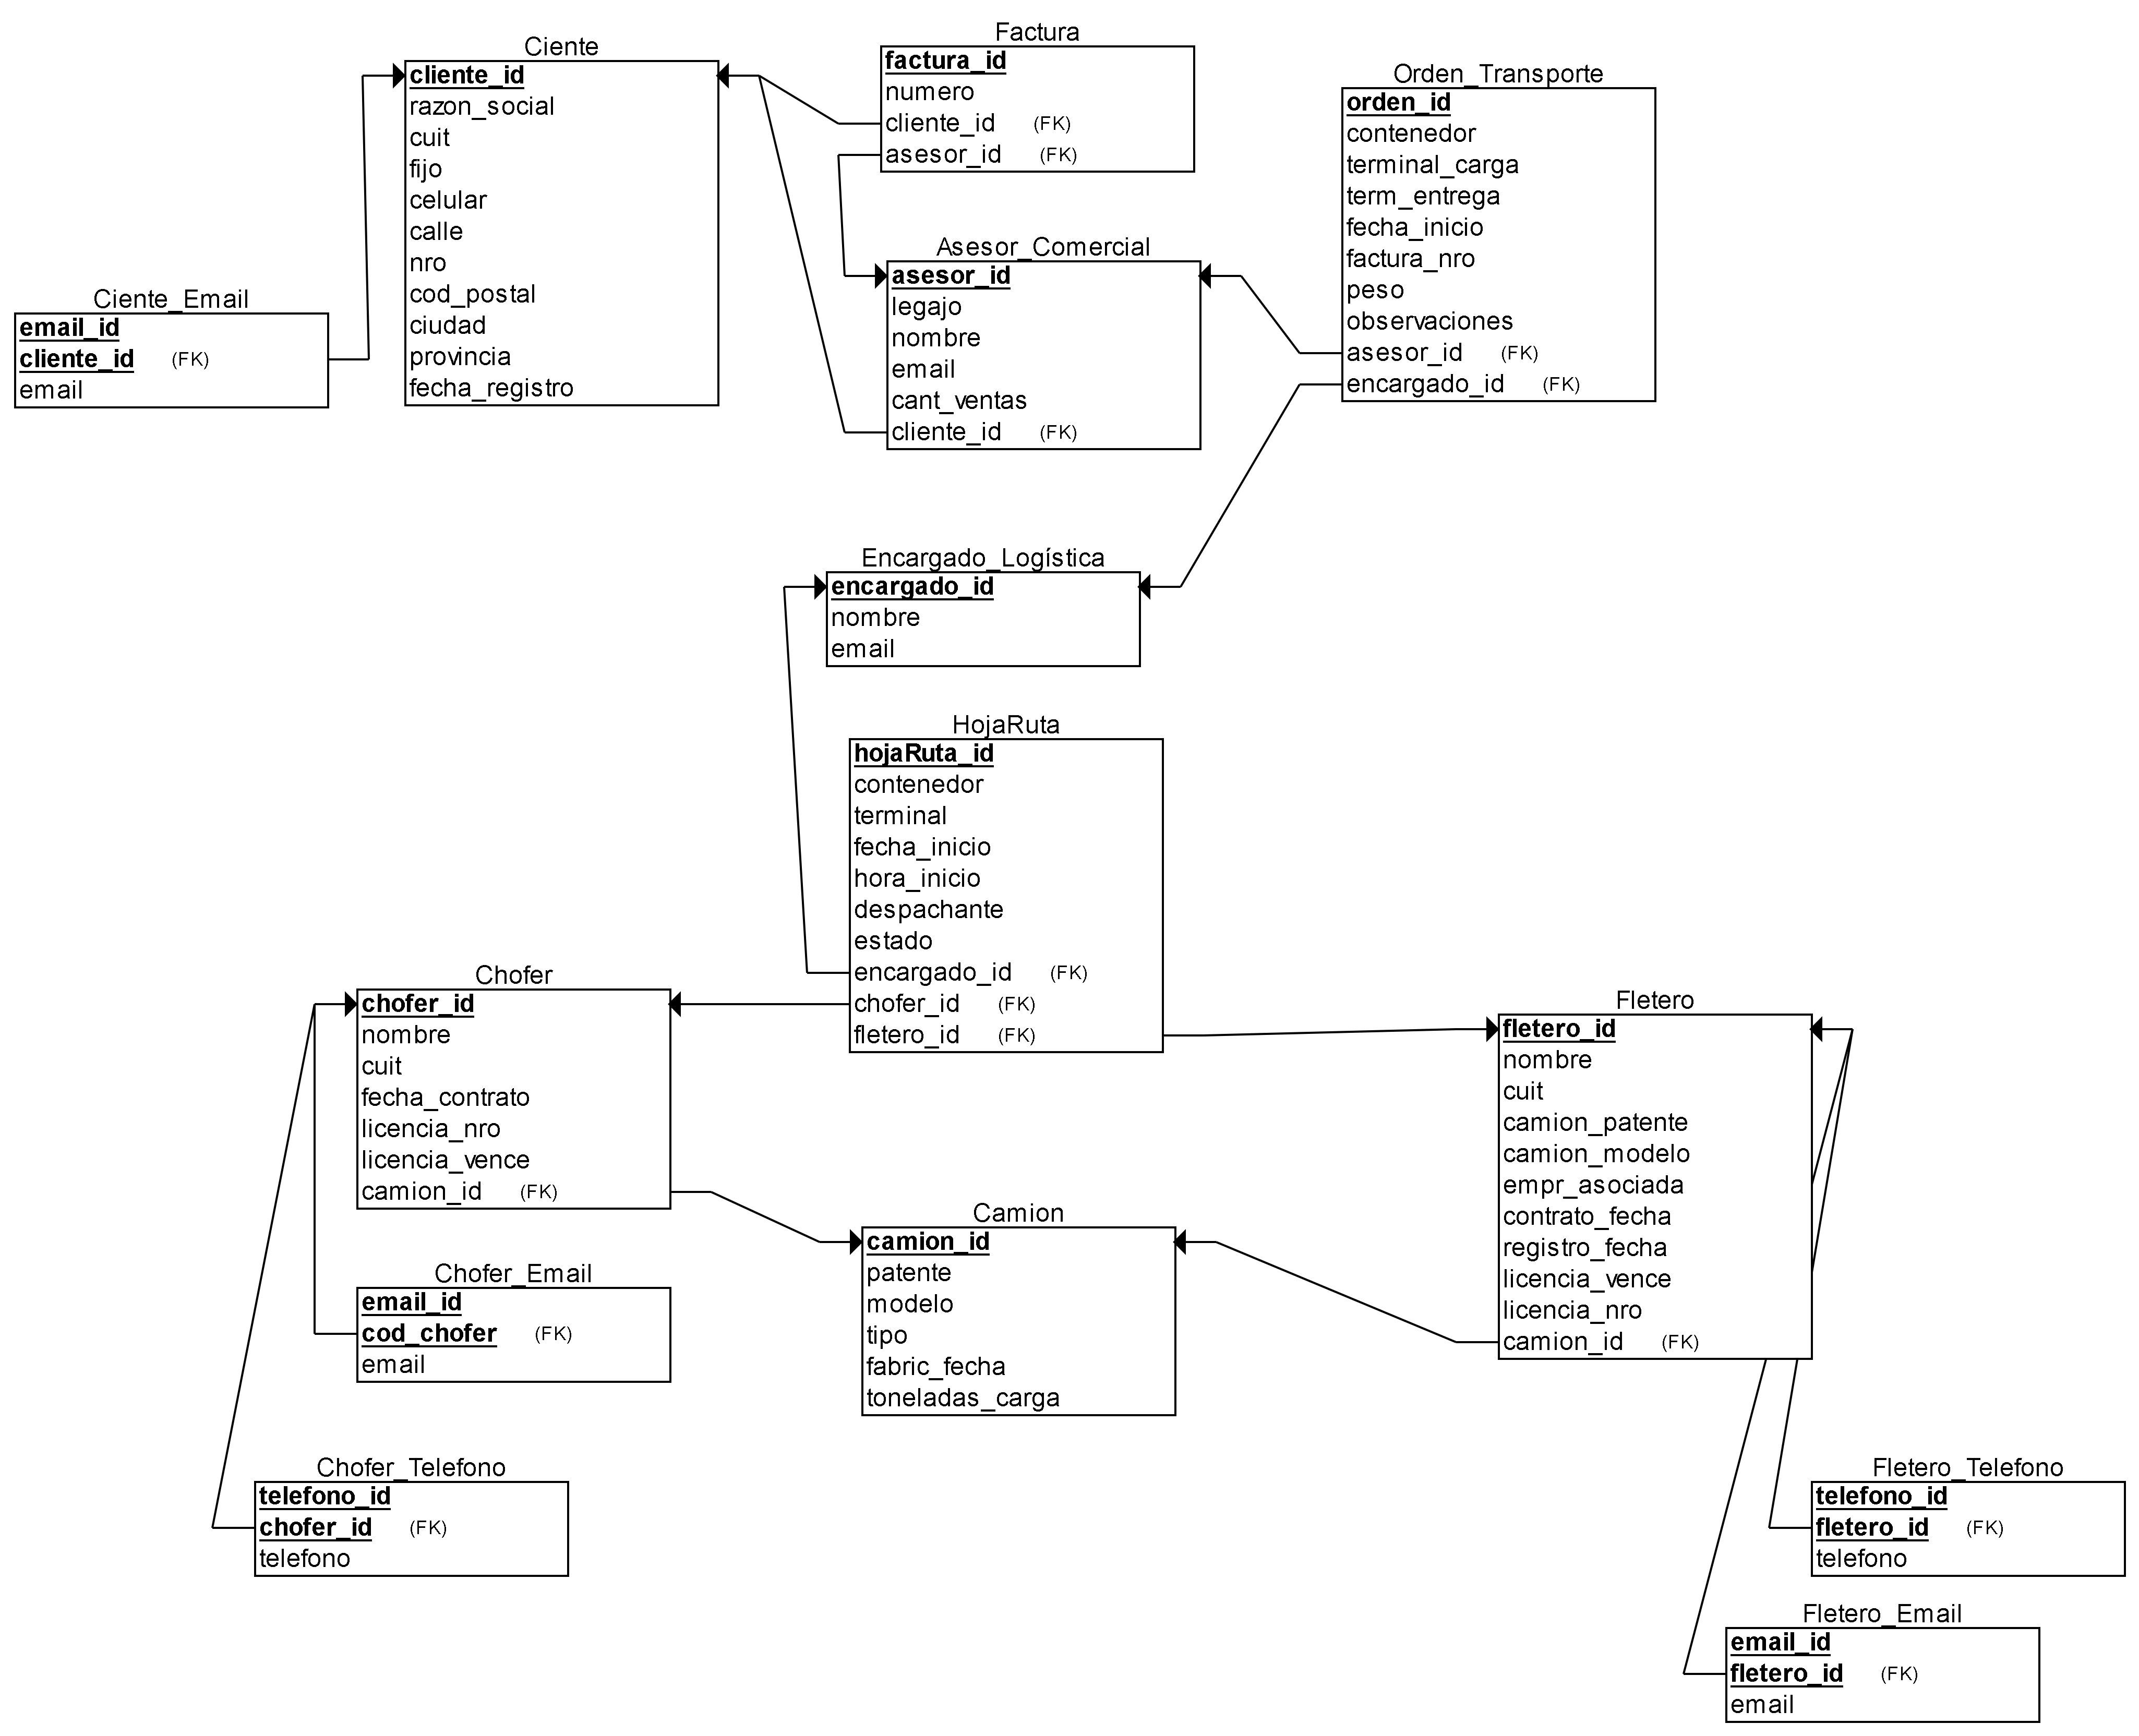 Ciente
cliente_id
razon_social
cuit
fijo
celular
calle
nro
cod_postal
ciudad
provincia
fecha_registro
Factura
factura_id
numero
cliente_id (FK)
asesor_id (FK)
Orden_Transporte
orden_id
contenedor
terminal_carga
term_entrega
fecha_inicio
factura_nro
peso
observaciones
asesor_id (FK)
encargado_id (FK)
Asesor_Comercial
asesor_id
legajo
nombre
email
cant_ventas
cliente_id (FK)
Ciente_Email
email_id
cliente_id (FK)
email
Encargado_Logística
encargado_id
nombre
email
HojaRuta
hojaRuta_id
contenedor
terminal
fecha_inicio
hora_inicio
despachante
estado
encargado_id (FK)
chofer_id (FK)
fletero_id (FK)
Chofer
chofer_id
nombre
cuit
fecha_contrato
licencia_nro
licencia_vence
camion_id (FK)
Fletero
fletero_id
nombre
cuit
camion_patente
camion_modelo
empr_asociada
contrato_fecha
registro_fecha
licencia_vence
licencia_nro
camion_id (FK)
Camion
camion_id
patente
modelo
tipo
fabric_fecha
toneladas_carga
Chofer_Email
email_id
cod_chofer (FK)
email
Chofer_Telefono
telefono_id
chofer_id (FK)
telefono
Fletero_Telefono
telefono_id
fletero_id (FK)
telefono
Fletero_Email
email_id
fletero_id (FK)
email